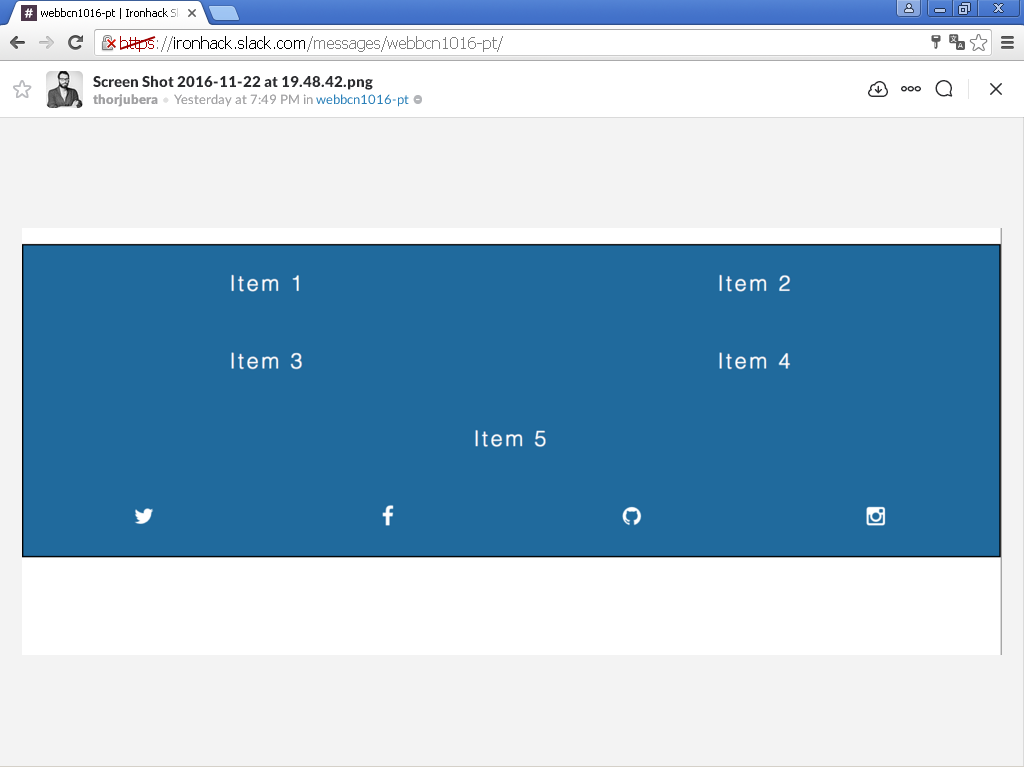 webbcn1016-pt | Ironhack Sl
https://ironhack.slack.com/messages/webbcn1016-pt/
Screen Shot 2016-11-22 at 19.48.42.png
thorjubera Yesterday at 7:49 PM in webbcn1016-pt
Item 1 Item 2
Item 3 Item 4
Item 5